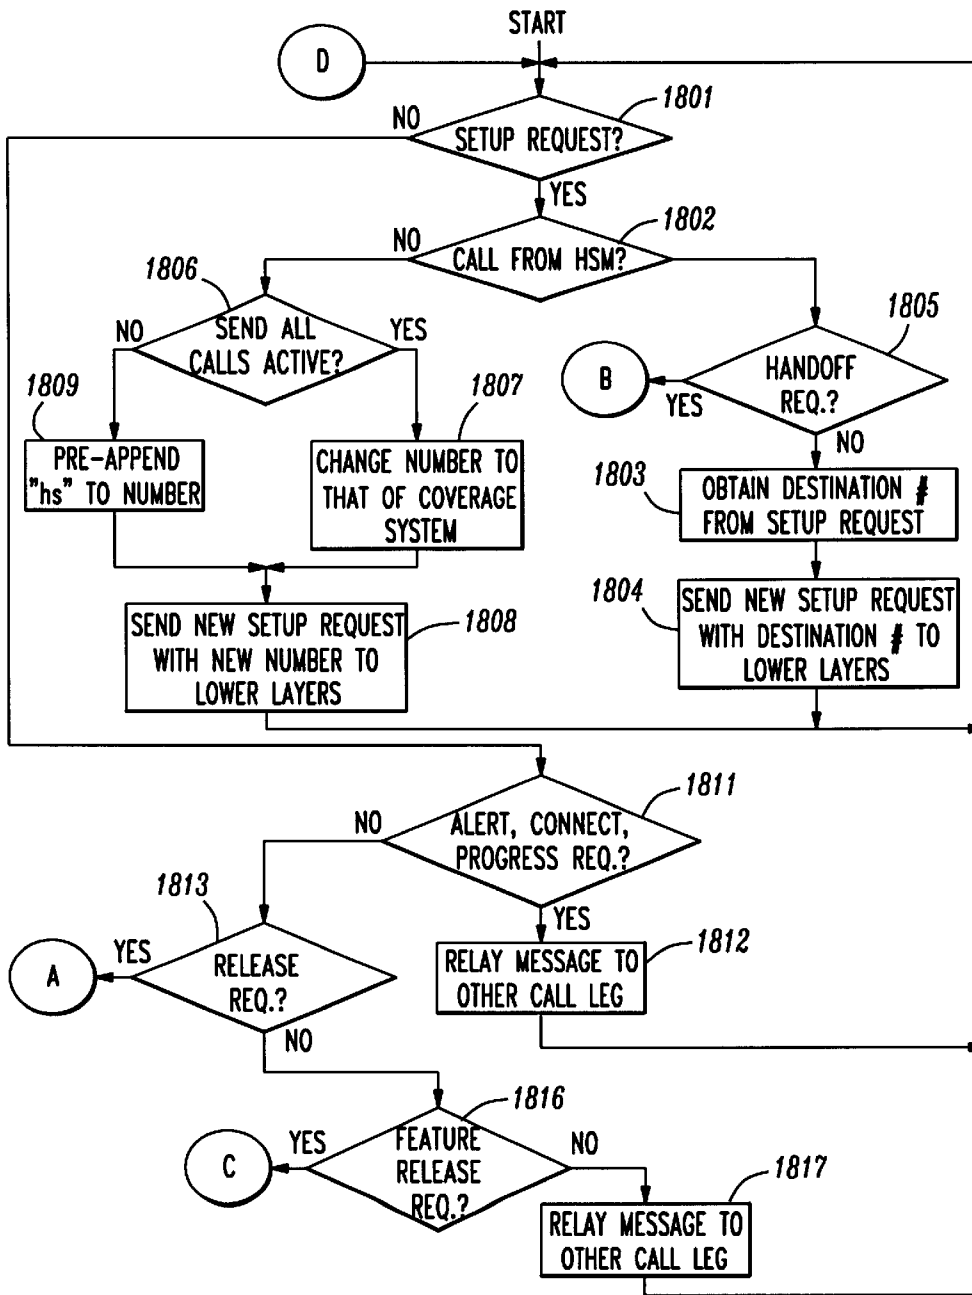 START
D
1801
NO
SETUP REQUEST?
YES
1802
NO
CALL FROM HSM?
1806
1805
NO
SEND ALL
CALLS ACTIVE?
YES
B
HANDOFF
REQ.?
YES
1809
1807
NO
PRE-APPEND
"hs" TO NUMBER
CHANGE NUMBER TO
THAT OF COVERAGE
SYSTEM
1803
OBTAIN DESTINATION #
FROM SETUP REQUEST
1804
SEND NEW SETUP REQUEST
WITH DESTINATION # TO
LOWER LAYERS
SEND NEW SETUP REQUEST
WITH NEW NUMBER TO
LOWER LAYERS
1808
1811
NO
ALERT, CONNECT,
PROGRESS REQ.?
YES
1813
1812
A
YES
RELEASE
REQ.?
RELAY MESSAGE TO
OTHER CALL LEG
NO
1816
C
YES
FEATURE
RELEASE
REQ.?
NO
1817
RELAY MESSAGE TO
OTHER CALL LEG